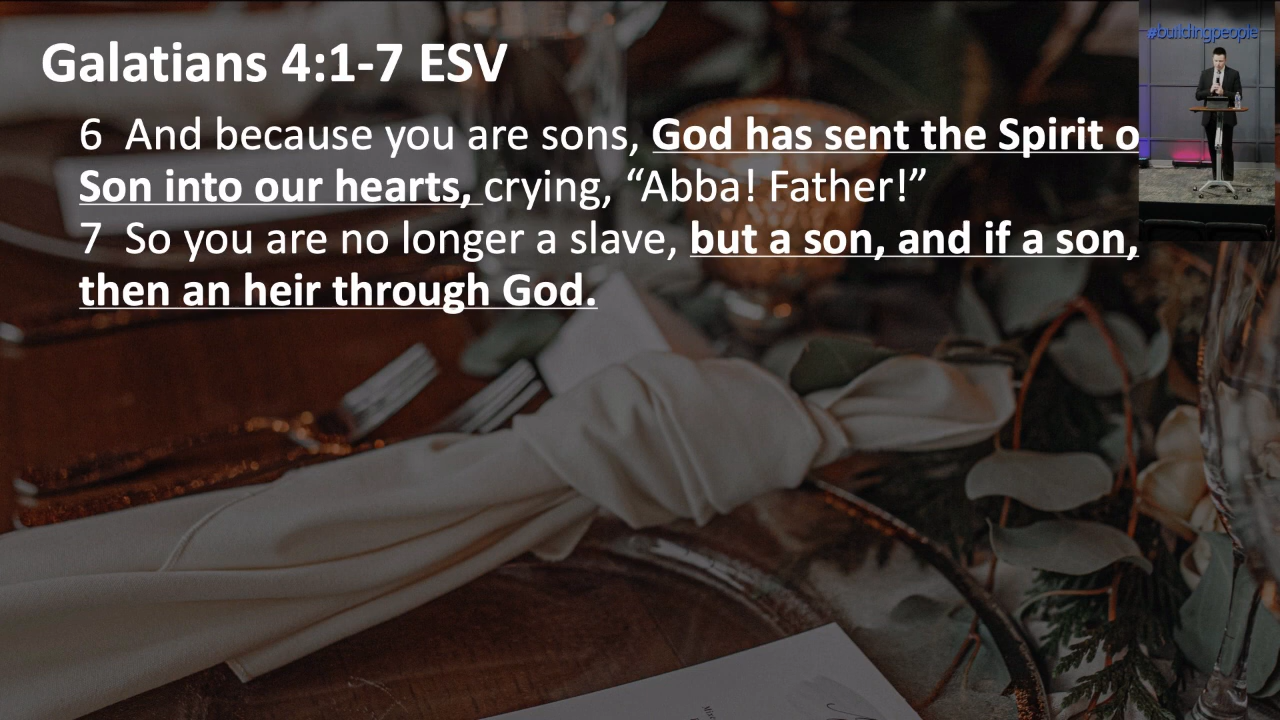 Galatians 4:1-7 ESV
#buildingpeople
6 And because you are sons, God has sent the Spirit o
Son into our hearts, crying, “Abba! Father!”
7 So you are no longer a slave, but a son, and if a son,
then an heir through God.